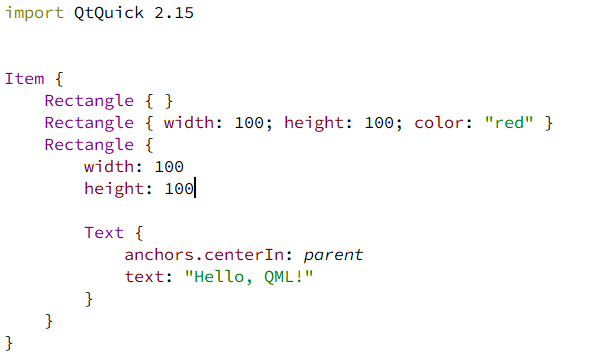 import QtQuick 2.15
Item {
    Rectangle { }
    Rectangle { width: 100; height: 100; color: "red" }
    Rectangle {
        width: 100
        height: 100
        Text {
            anchors.centerIn: parent
            text: "Hello, QML!"
        }
    }
}